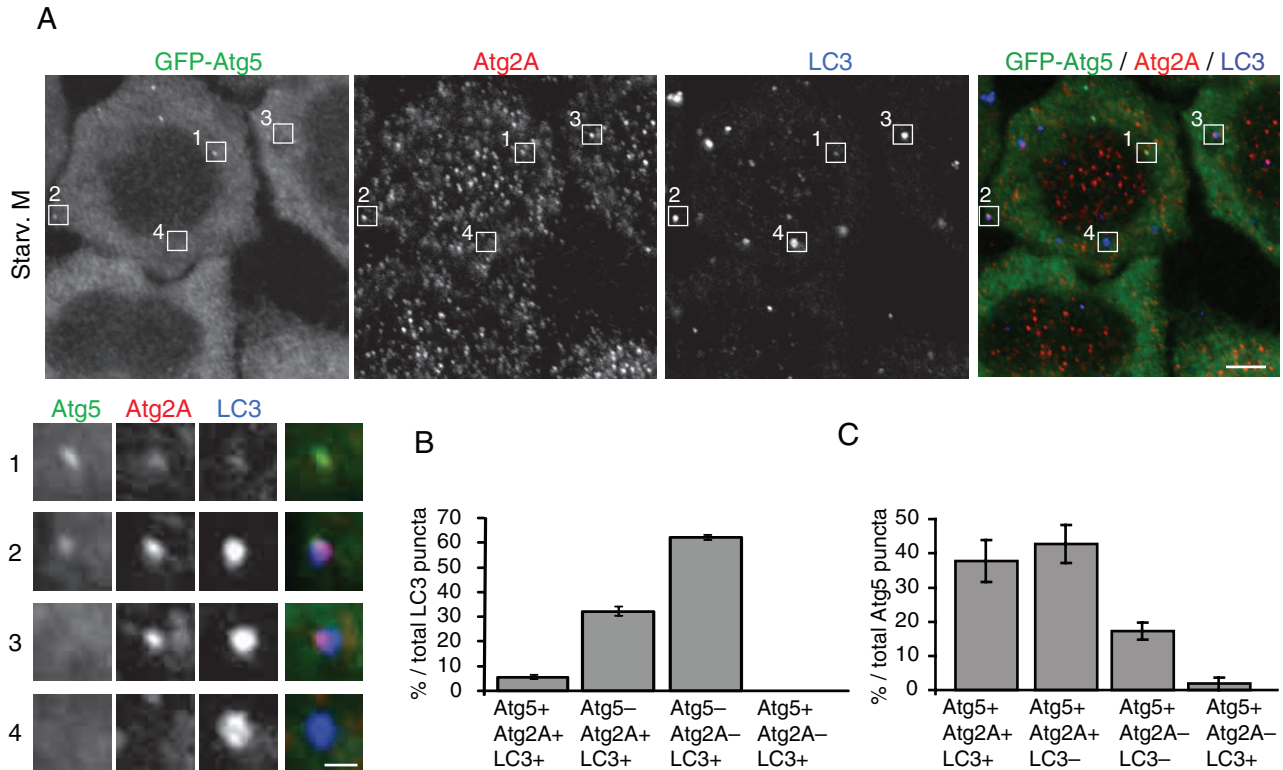 A
GFP-Atg5
Atg2A
LC3
GFP-Atg5 / Atg2A / LC3
Starv. M
1
2
3
4
1
2
3
4
1
2
3
4
1
2
3
4
Atg5 Atg2A LC3
1
2
3
4
B
% / total LC3 puncta
70
60
50
40
30
20
10
0
Atg5+
Atg2A+
LC3+
Atg5–
Atg2A+
LC3+
Atg5–
Atg2A–
LC3+
Atg5+
Atg2A–
LC3+
C
% / total Atg5 puncta
50
40
30
20
10
0
Atg5+
Atg2A+
LC3+
Atg5+
Atg2A+
LC3–
Atg5+
Atg2A–
LC3–
Atg5+
Atg2A–
LC3+